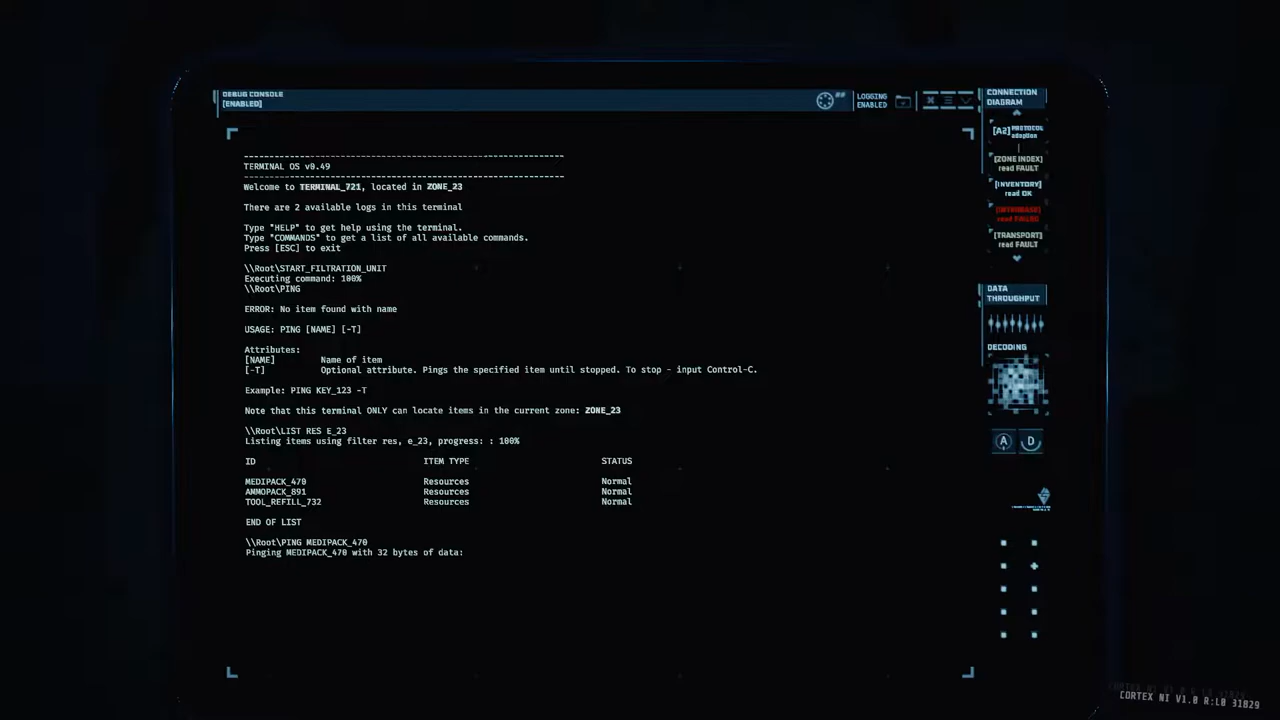 DEBUG CONSOLE
[ENABLED]
LOGGING
ENABLED
CONNECTION
DIAGRAM
[A2] PROTOCOL
adaption
[ZONE INDEX]
read FAULT
[INVENTORY]
read OK
read FAILED
[TRANSPORT]
read FAULT
DATA
THROUGHPUT
DECODING
A D
--------------------------------------------------------------
TERMINAL OS v0.49
--------------------------------------------------------------
Welcome to TERMINAL_721, located in ZONE_23
There are 2 available logs in this terminal
Type "HELP" to get help using the terminal.
Type "COMMANDS" to get a list of all available commands.
Press [ESC] to exit
\\Root\START_FILTRATION_UNIT
Executing command: 100%
\\Root\PING
ERROR: No item found with name
USAGE: PING [NAME] [-T]
Attributes:
[NAME] Name of item
[-T] Optional attribute. Pings the specified item until stopped. To stop - input Control-C.
Example: PING KEY_123 -T
Note that this terminal ONLY can locate items in the current zone: ZONE_23
\\Root\LIST RES E_23
Listing items using filter res, e_23, progress: : 100%
ID ITEM TYPE STATUS
MEDIPACK_470 Resources Normal
AMMOPACK_891 Resources Normal
TOOL_REFILL_732 Resources Normal
END OF LIST
\\Root\PING MEDIPACK_470
Pinging MEDIPACK_470 with 32 bytes of data:
CORTEX NI V1.0 R:L0 31829